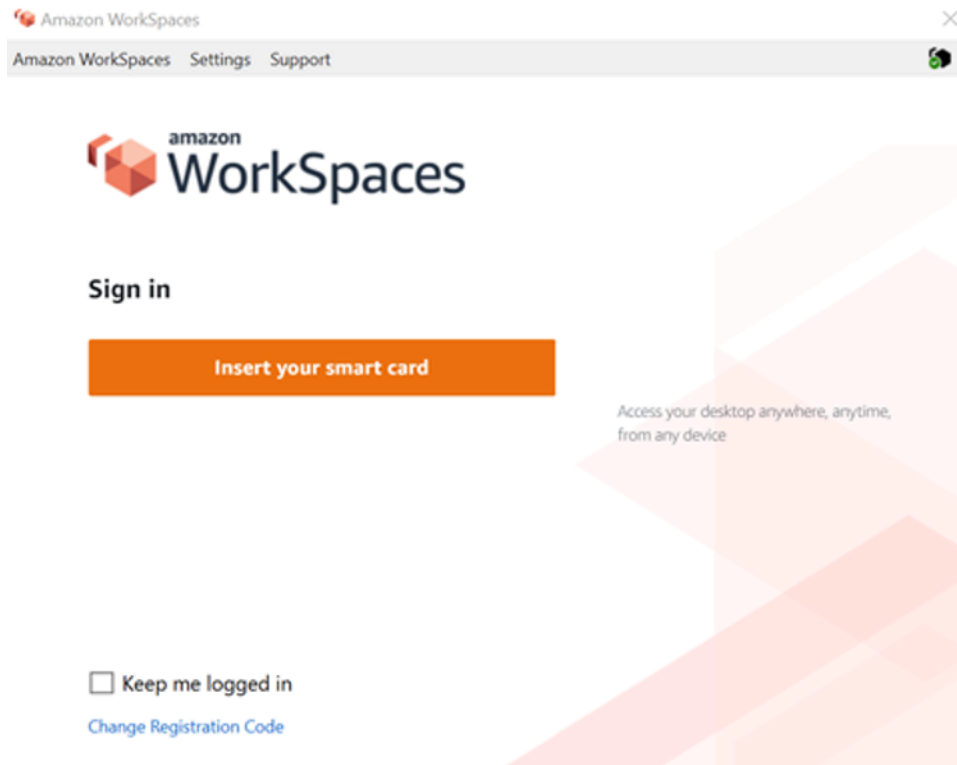 Amazon WorkSpaces
Amazon WorkSpaces Settings Support
amazon
WorkSpaces
Sign in
Insert your smart card
Access your desktop anywhere, anytime,
from any device
Keep me logged in
Change Registration Code